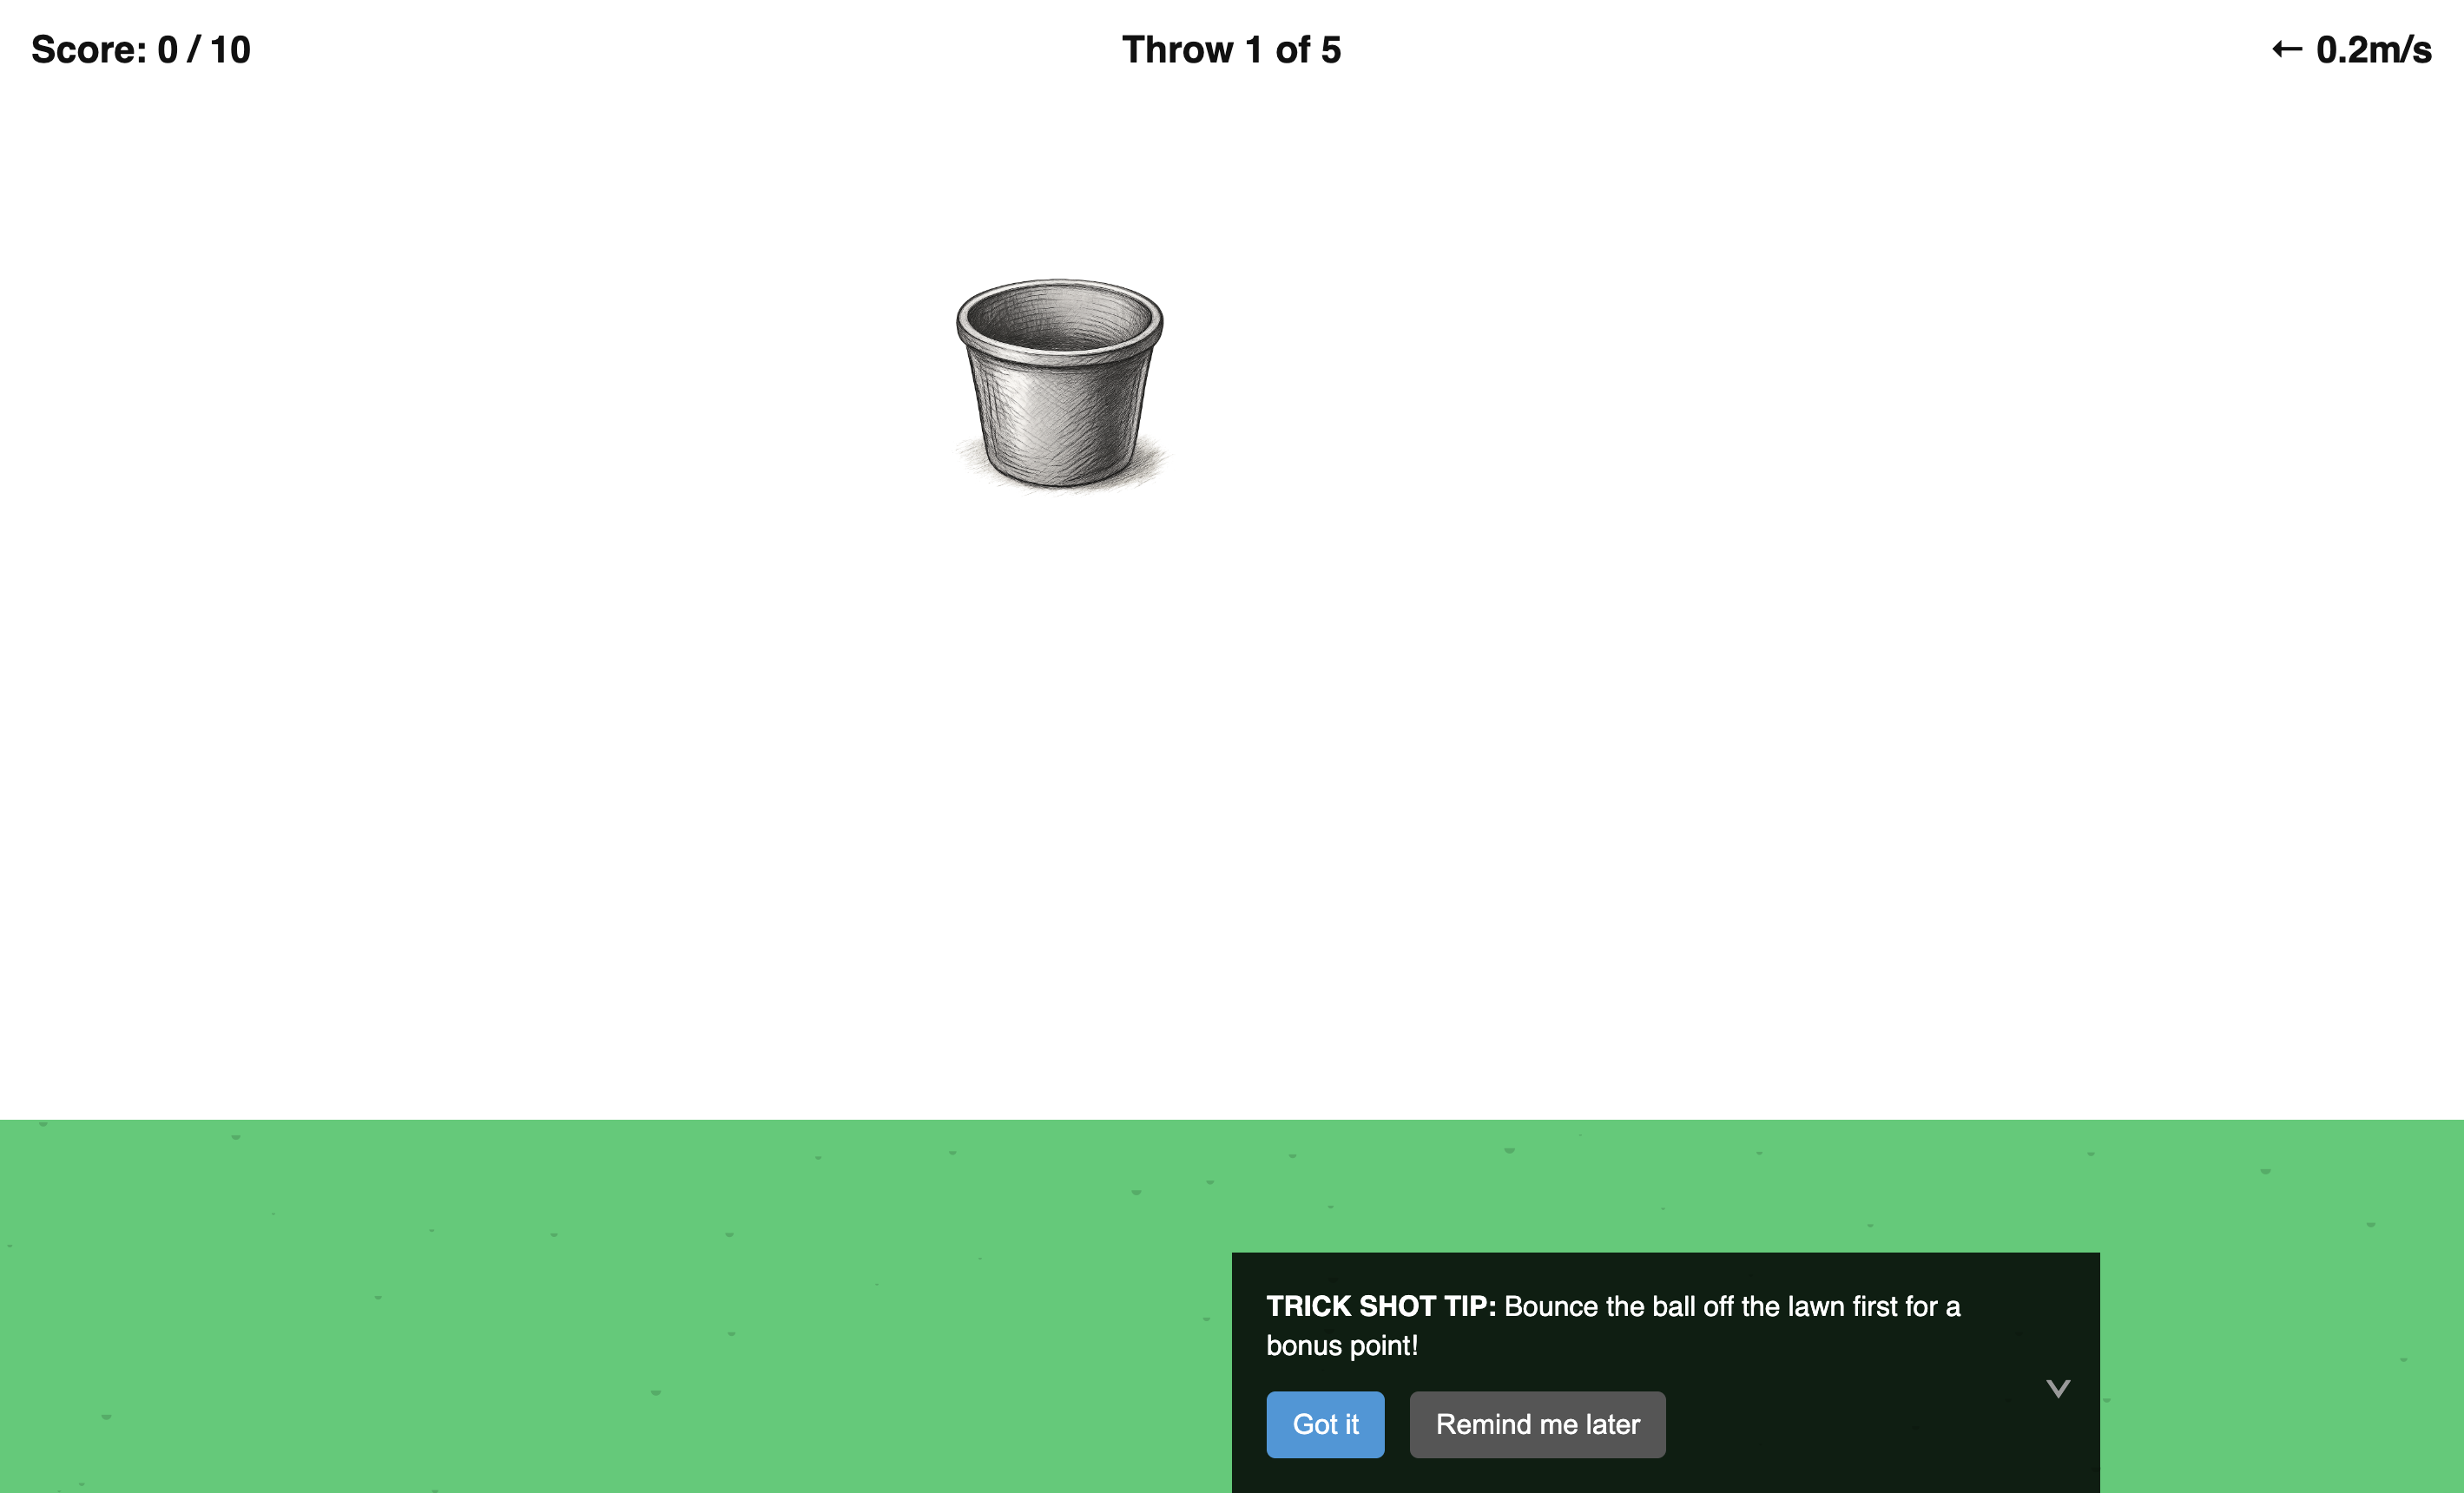 Score: 0 / 10
Throw 1 of 5
← 0.2m/s
TRICK SHOT TIP: Bounce the ball off the lawn first for a
bonus point!
Got it
Remind me later